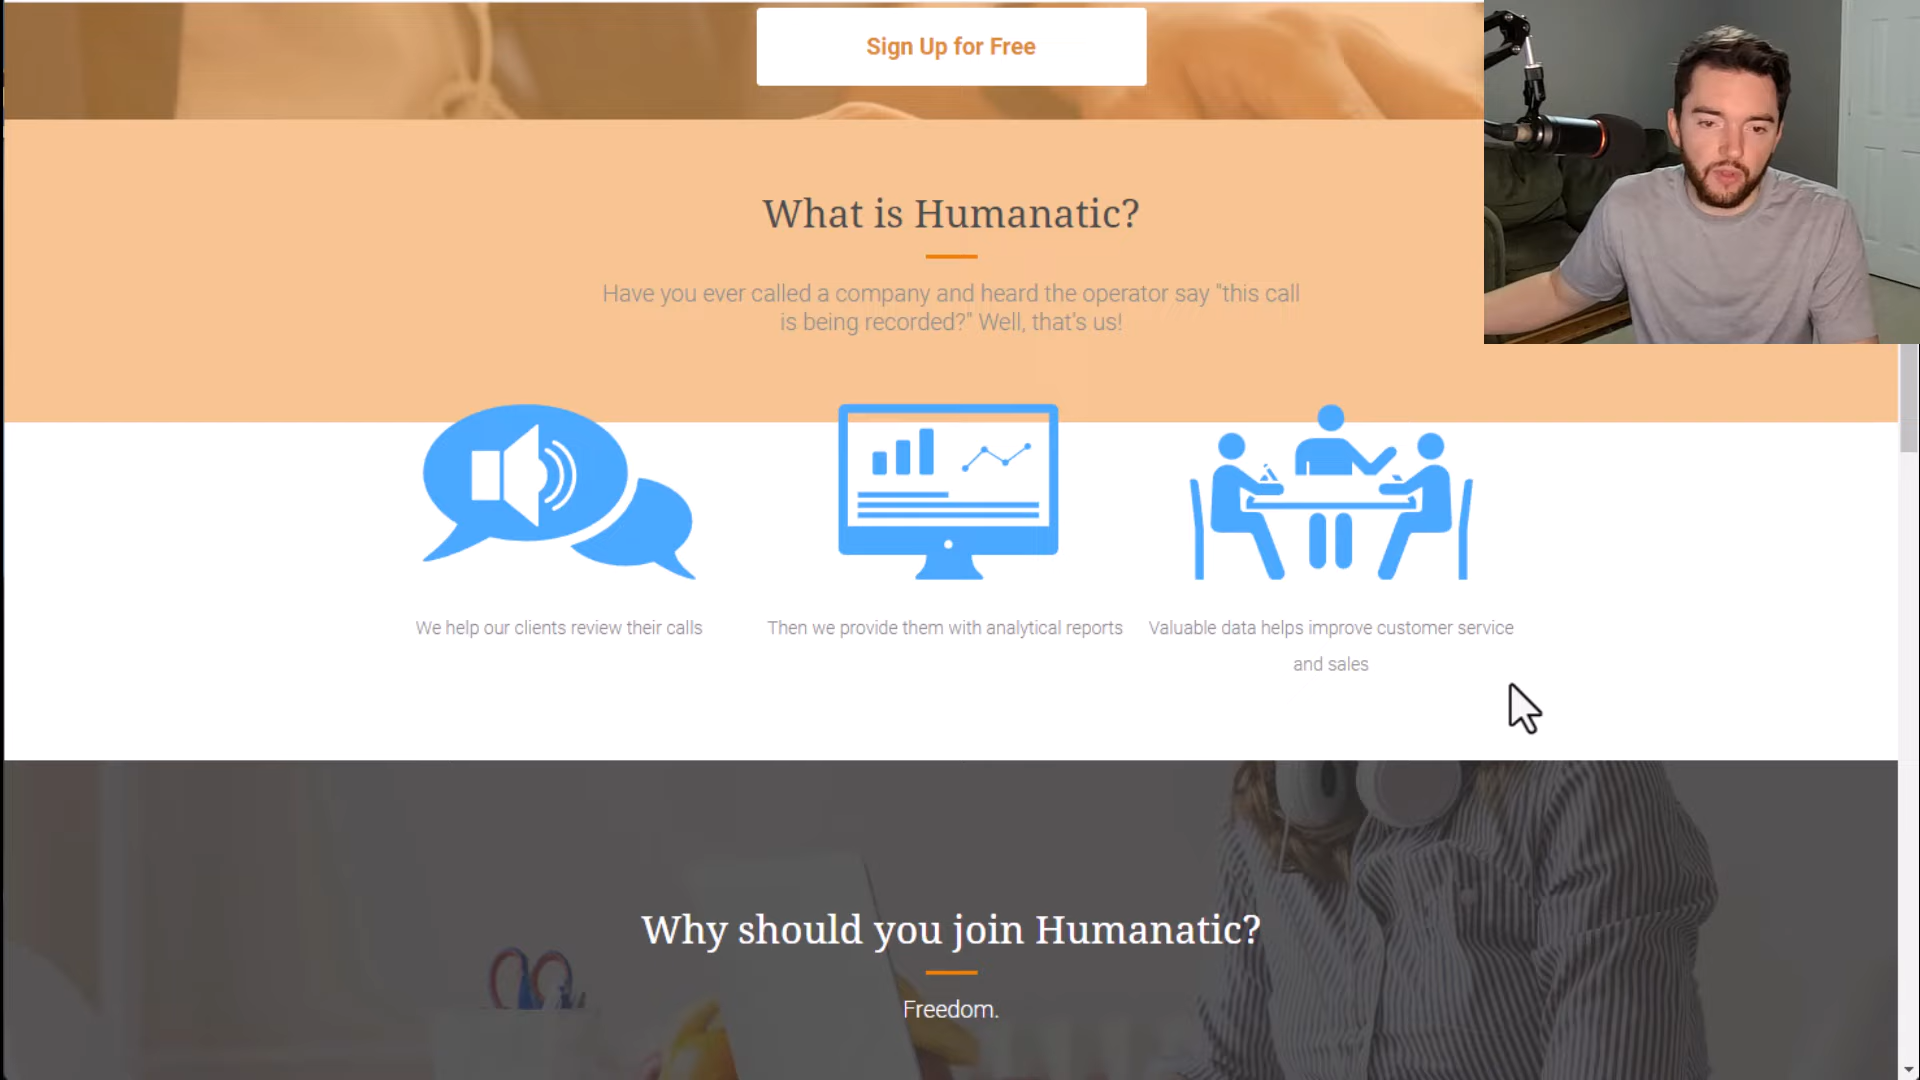 Sign Up for Free
What is Humanatic?
Have you ever called a company and heard the operator say "this call
is being recorded?" Well, that's us!
We help our clients review their calls
Then we provide them with analytical reports
Valuable data helps improve customer service
and sales
Why should you join Humanatic?
Freedom.